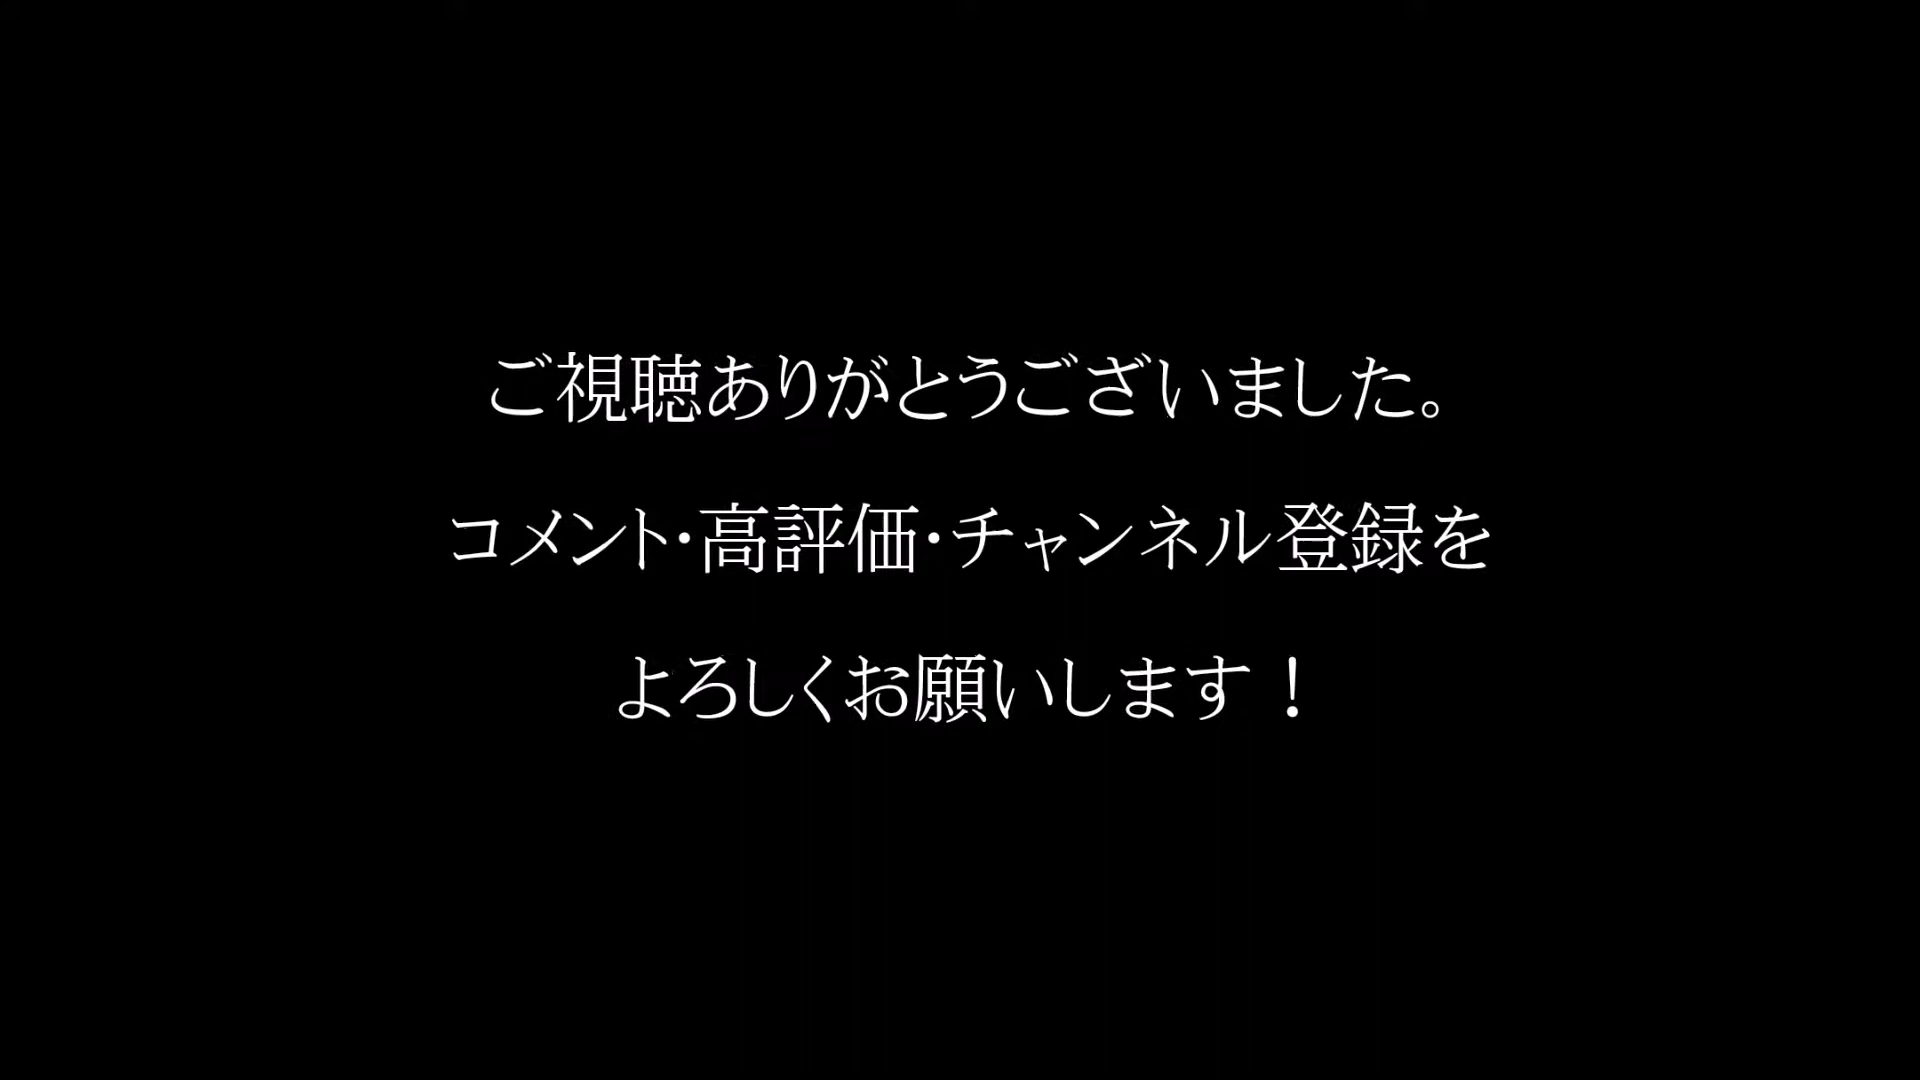 ご視聴ありがとうございました。
コメント・高評価・チャンネル登録を
よろしくお願いします！